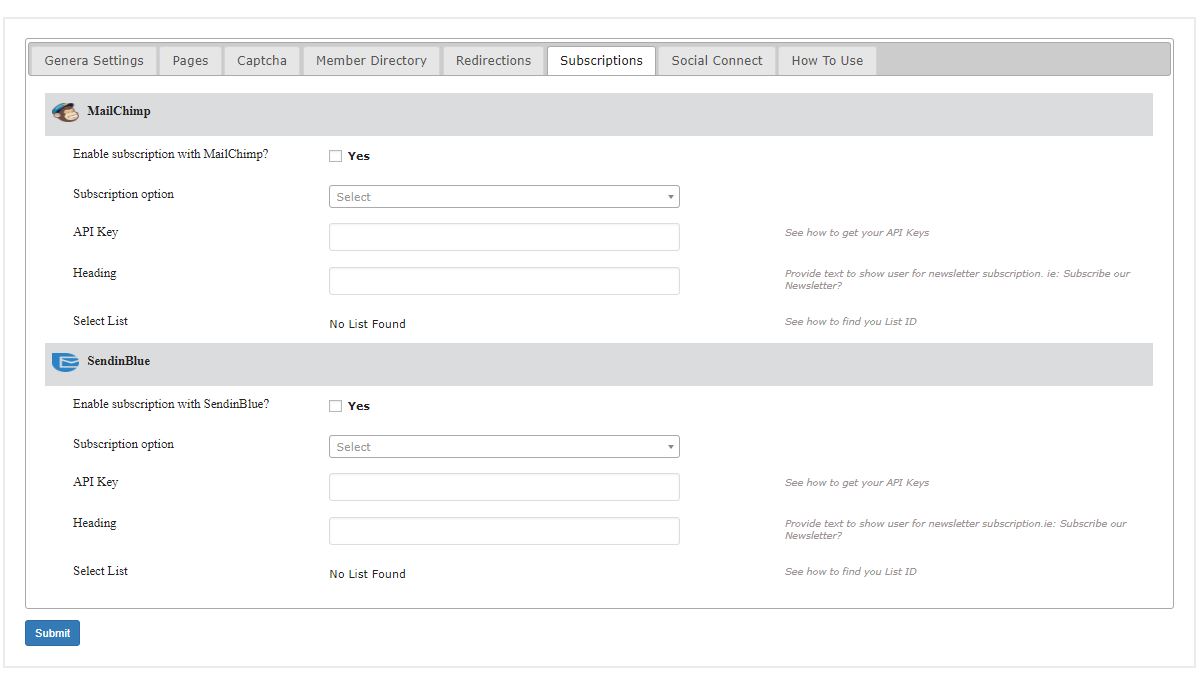 Genera Settings Pages Captcha Member Directory Redirections Subscriptions Social Connect How To Use
MailChimp
Enable subscription with MailChimp? Yes
Subscription option Select
API Key See how to get your API Keys
Heading Provide text to show user for newsletter subscription. ie: Subscribe our
Newsletter?
Select List No List Found See how to find you List ID
SendinBlue
Enable subscription with SendinBlue? Yes
Subscription option Select
API Key See how to get your API Keys
Heading Provide text to show user for newsletter subscription.ie: Subscribe our
Newsletter?
Select List No List Found See how to find you List ID
Submit